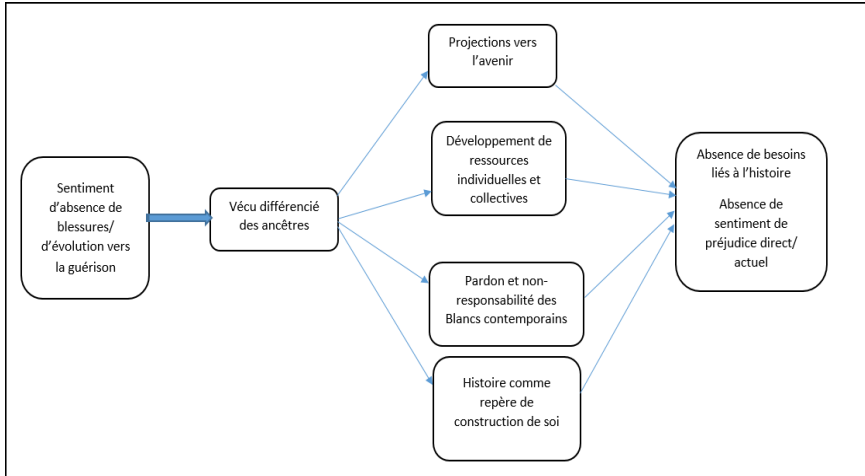 Sentiment
d'absence de
blessures/
d'évolution vers
la guérison
Vécu différencié
des ancêtres
Projections vers
l'avenir
Développement de
ressources
individuelles et
collectives
Pardon et non-
responsabilité des
Blancs contemporains
Histoire comme
repère de
construction de soi
Absence de besoins
liés à l'histoire
Absence de
sentiment de
préjudice direct/
actuel